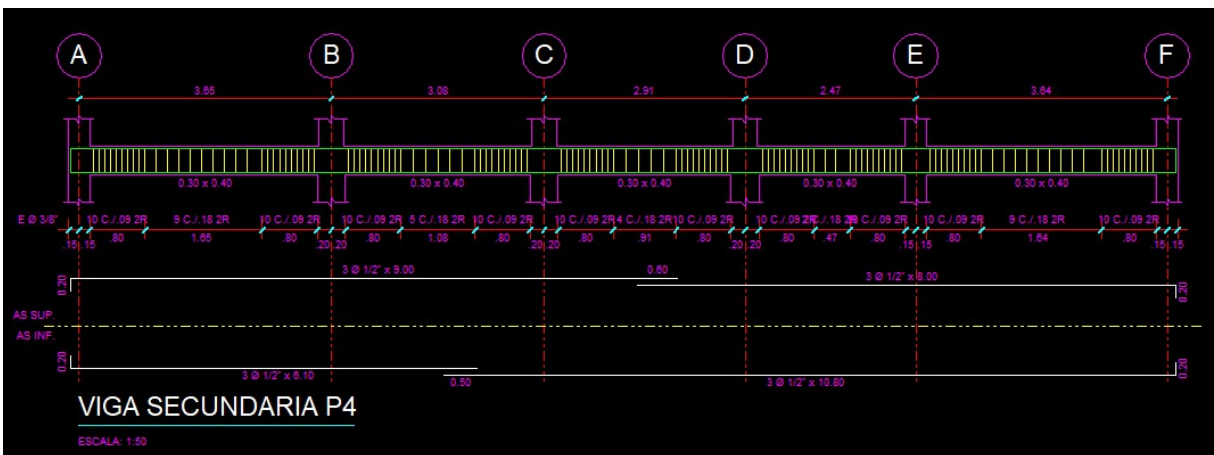 A B C D E F
3.65 3.08 2.91 2.47 3.64
0.30 x 0.40 0.30 x 0.40 0.30 x 0.40 0.30 x 0.40 0.30 x 0.40
E Ø 3/8" 10 C./.09 2R 9 C./.18 2R 10 C./.09 2R 10 C./.09 2R 5 C./.18 2R 10 C./.09 2R 10 C./.09 2R 4 C./.18 2R 10 C./.09 2R 10 C./.09 2R C./.18 2R C./.09 2R 10 C./.09 2R 9 C./.18 2R 10 C./.09 2R
.15 .15 .80 1.65 .80 .20 .20 .80 1.08 .80 .20 .20 .80 .91 .80 .20 .20 .80 .47 .80 .15 .15 .80 1.64 .80 .15 .15
0.20 3 Ø 1/2" x 9.00 0.60 3 Ø 1/2" x 8.00 0.20
AS SUP.
AS INF.
0.20 3 Ø 1/2" x 6.10 0.50 3 Ø 1/2" x 10.80 0.20
VIGA SECUNDARIA P4
ESCALA: 1:50